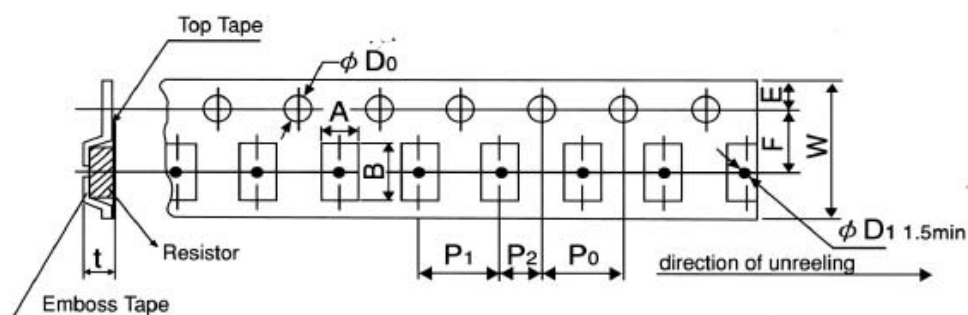 Top Tape
φ D0
A
B
E
F
W
t
Resistor
P1
P2
P0
φ D1 1.5min
direction of unreeling
Emboss Tape